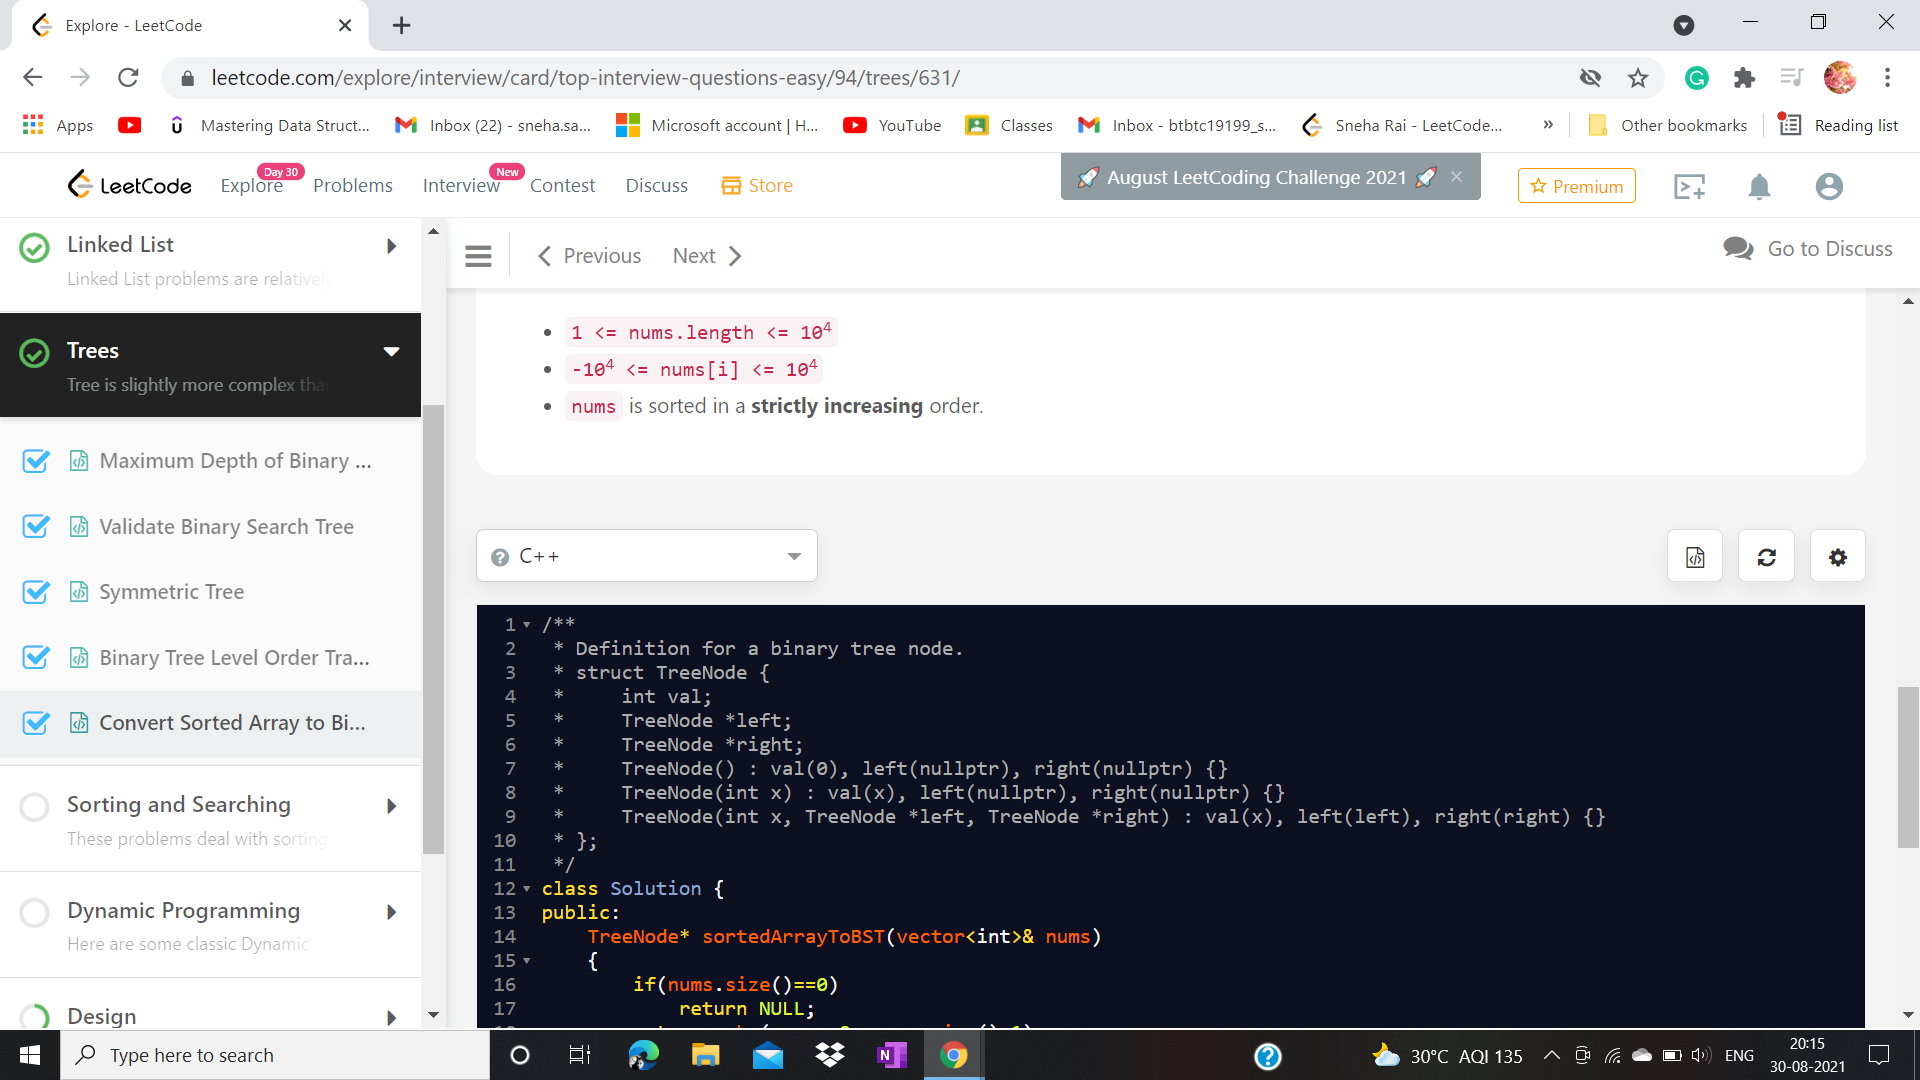 Explore - LeetCode
leetcode.com/explore/interview/card/top-interview-questions-easy/94/trees/631/
Apps
Mastering Data Struct...
Inbox (22) - sneha.sa...
Microsoft account | H...
YouTube
Classes
Inbox - btbtc19199_s...
Sneha Rai - LeetCode...
»
Other bookmarks
Reading list
LeetCode
Explore
Day 30
Problems
Interview
New
Contest
Discuss
Store
August LeetCoding Challenge 2021
Premium
Linked List
Linked List problems are relatively
Trees
Tree is slightly more complex than
Maximum Depth of Binary ...
Validate Binary Search Tree
Symmetric Tree
Binary Tree Level Order Tra...
Convert Sorted Array to Bi...
Sorting and Searching
These problems deal with sorting
Dynamic Programming
Here are some classic Dynamic
Design
Previous
Next
Go to Discuss
1 <= nums.length <= 10⁴
-10⁴ <= nums[i] <= 10⁴
nums is sorted in a strictly increasing order.
C++
1 /**
2 * Definition for a binary tree node.
3 * struct TreeNode {
4 *     int val;
5 *     TreeNode *left;
6 *     TreeNode *right;
7 *     TreeNode() : val(0), left(nullptr), right(nullptr) {}
8 *     TreeNode(int x) : val(x), left(nullptr), right(nullptr) {}
9 *     TreeNode(int x, TreeNode *left, TreeNode *right) : val(x), left(left), right(right) {}
10 * };
11 */
12 class Solution {
13 public:
14     TreeNode* sortedArrayToBST(vector<int>& nums)
15     {
16         if(nums.size()==0)
17             return NULL;
Type here to search
30°C AQI 135
ENG
20:15
30-08-2021